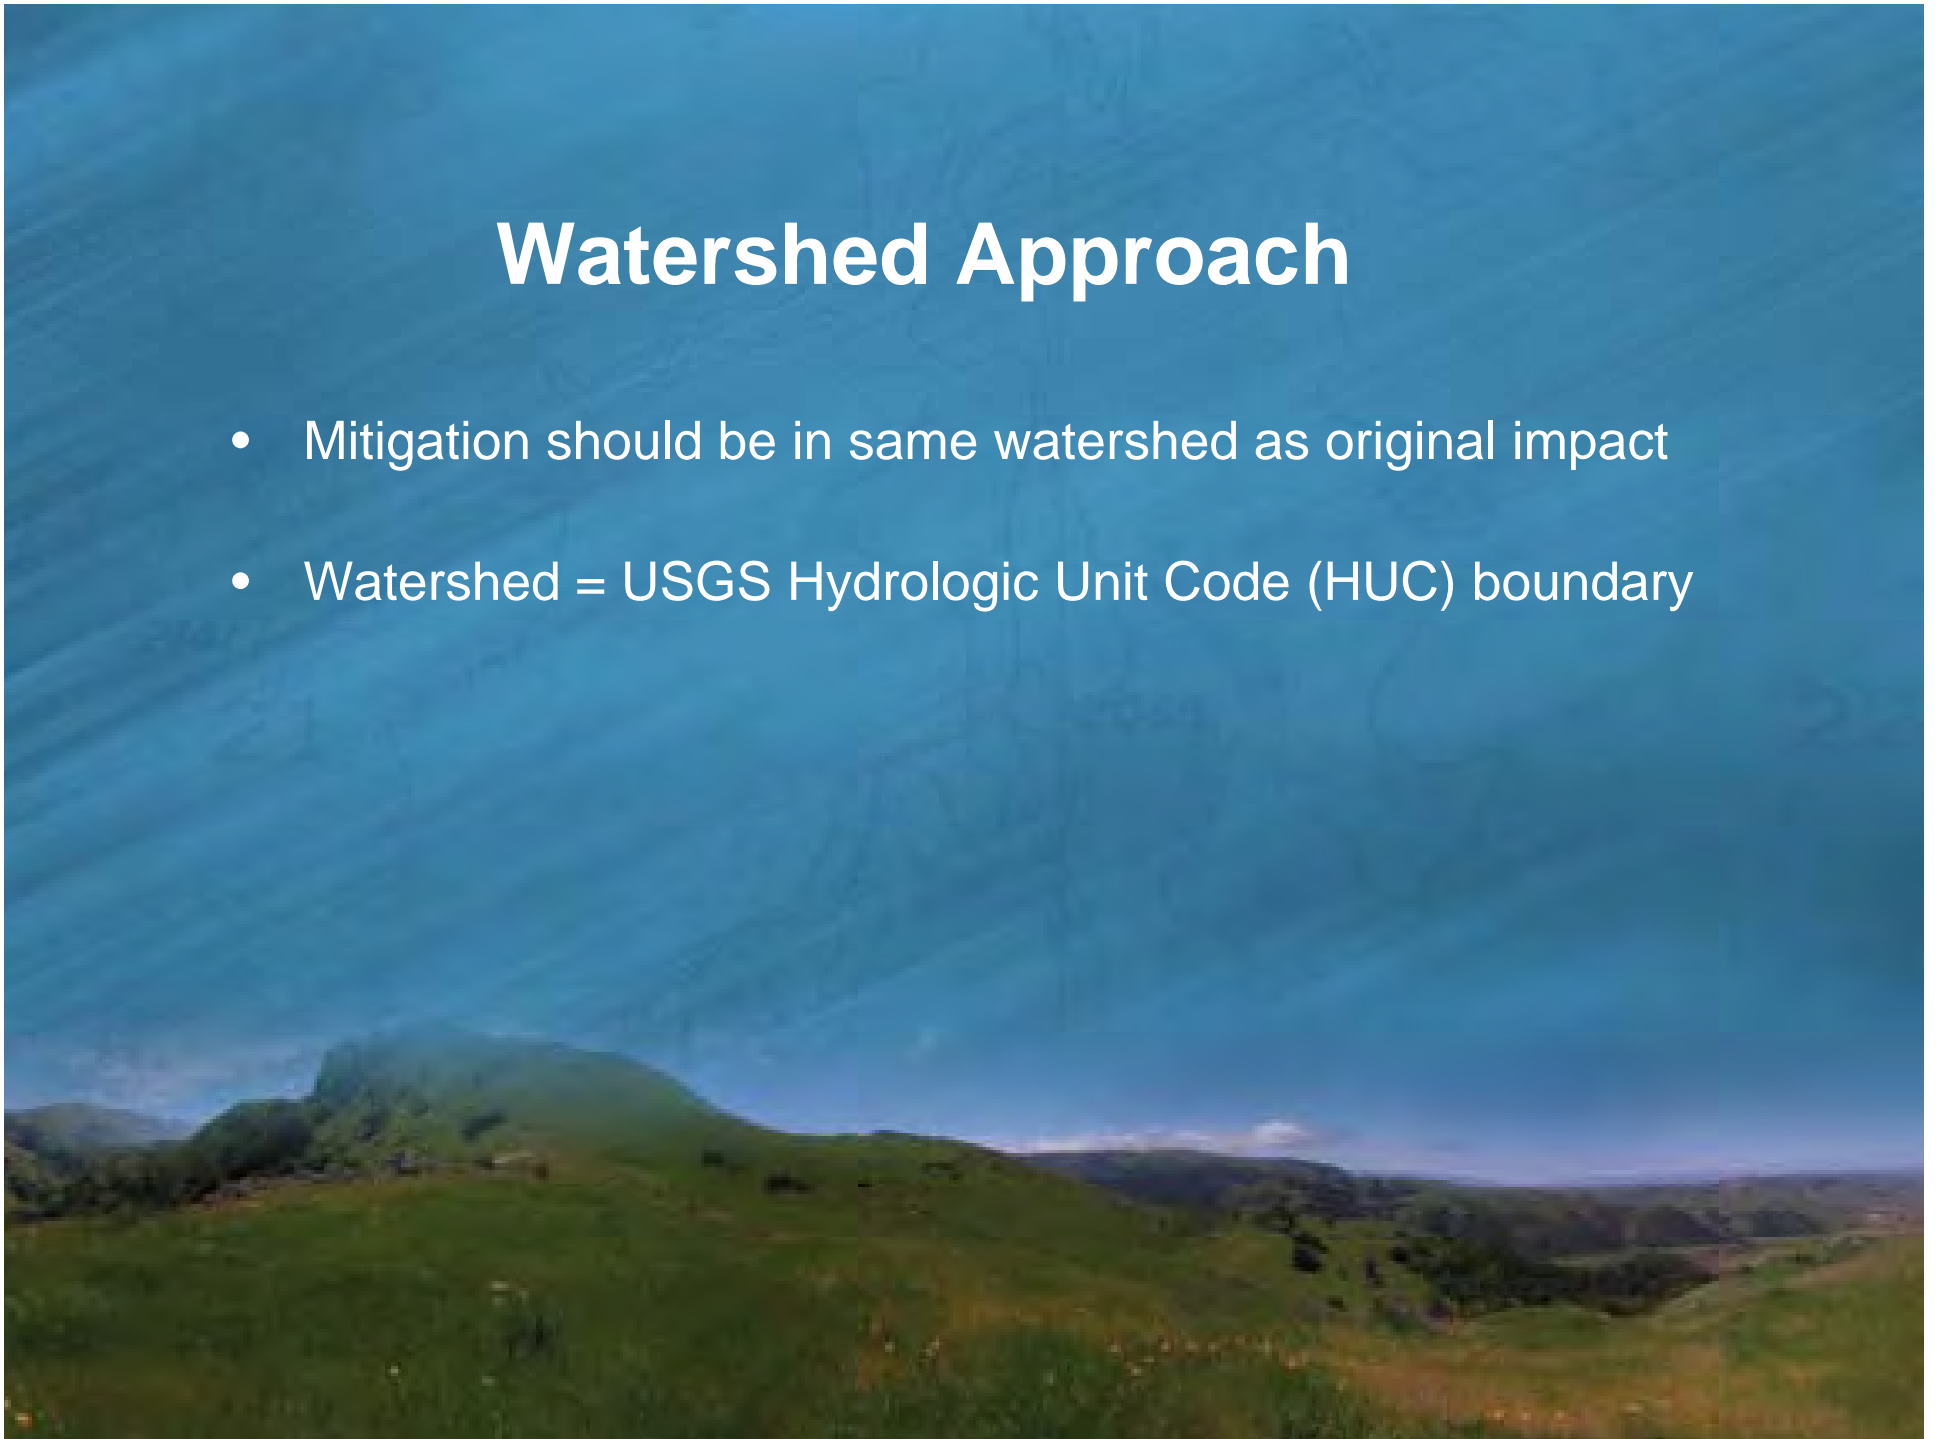 Watershed Approach
• Mitigation should be in same watershed as original impact
• Watershed = USGS Hydrologic Unit Code (HUC) boundary